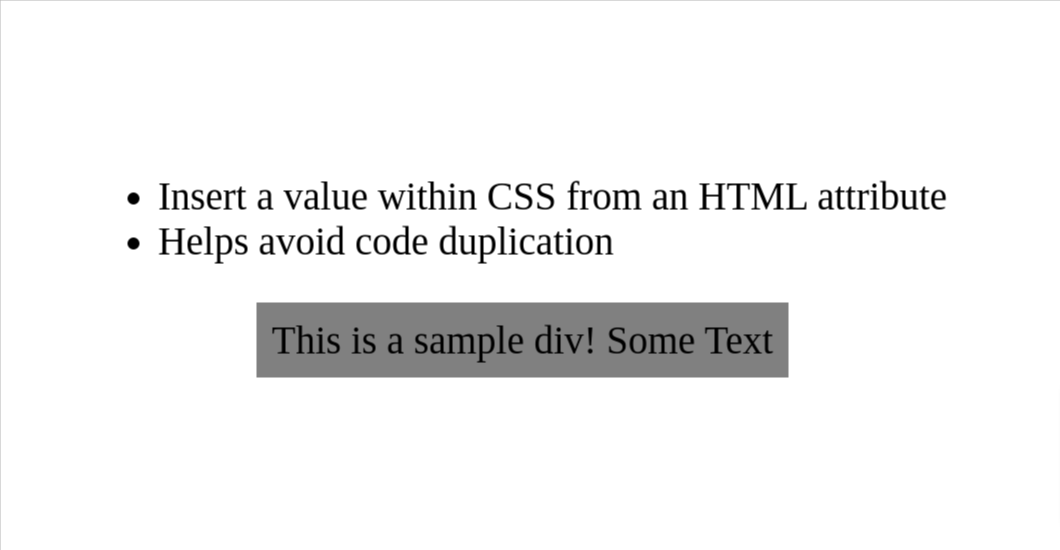 Insert a value within CSS from an HTML attribute
Helps avoid code duplication
This is a sample div! Some Text